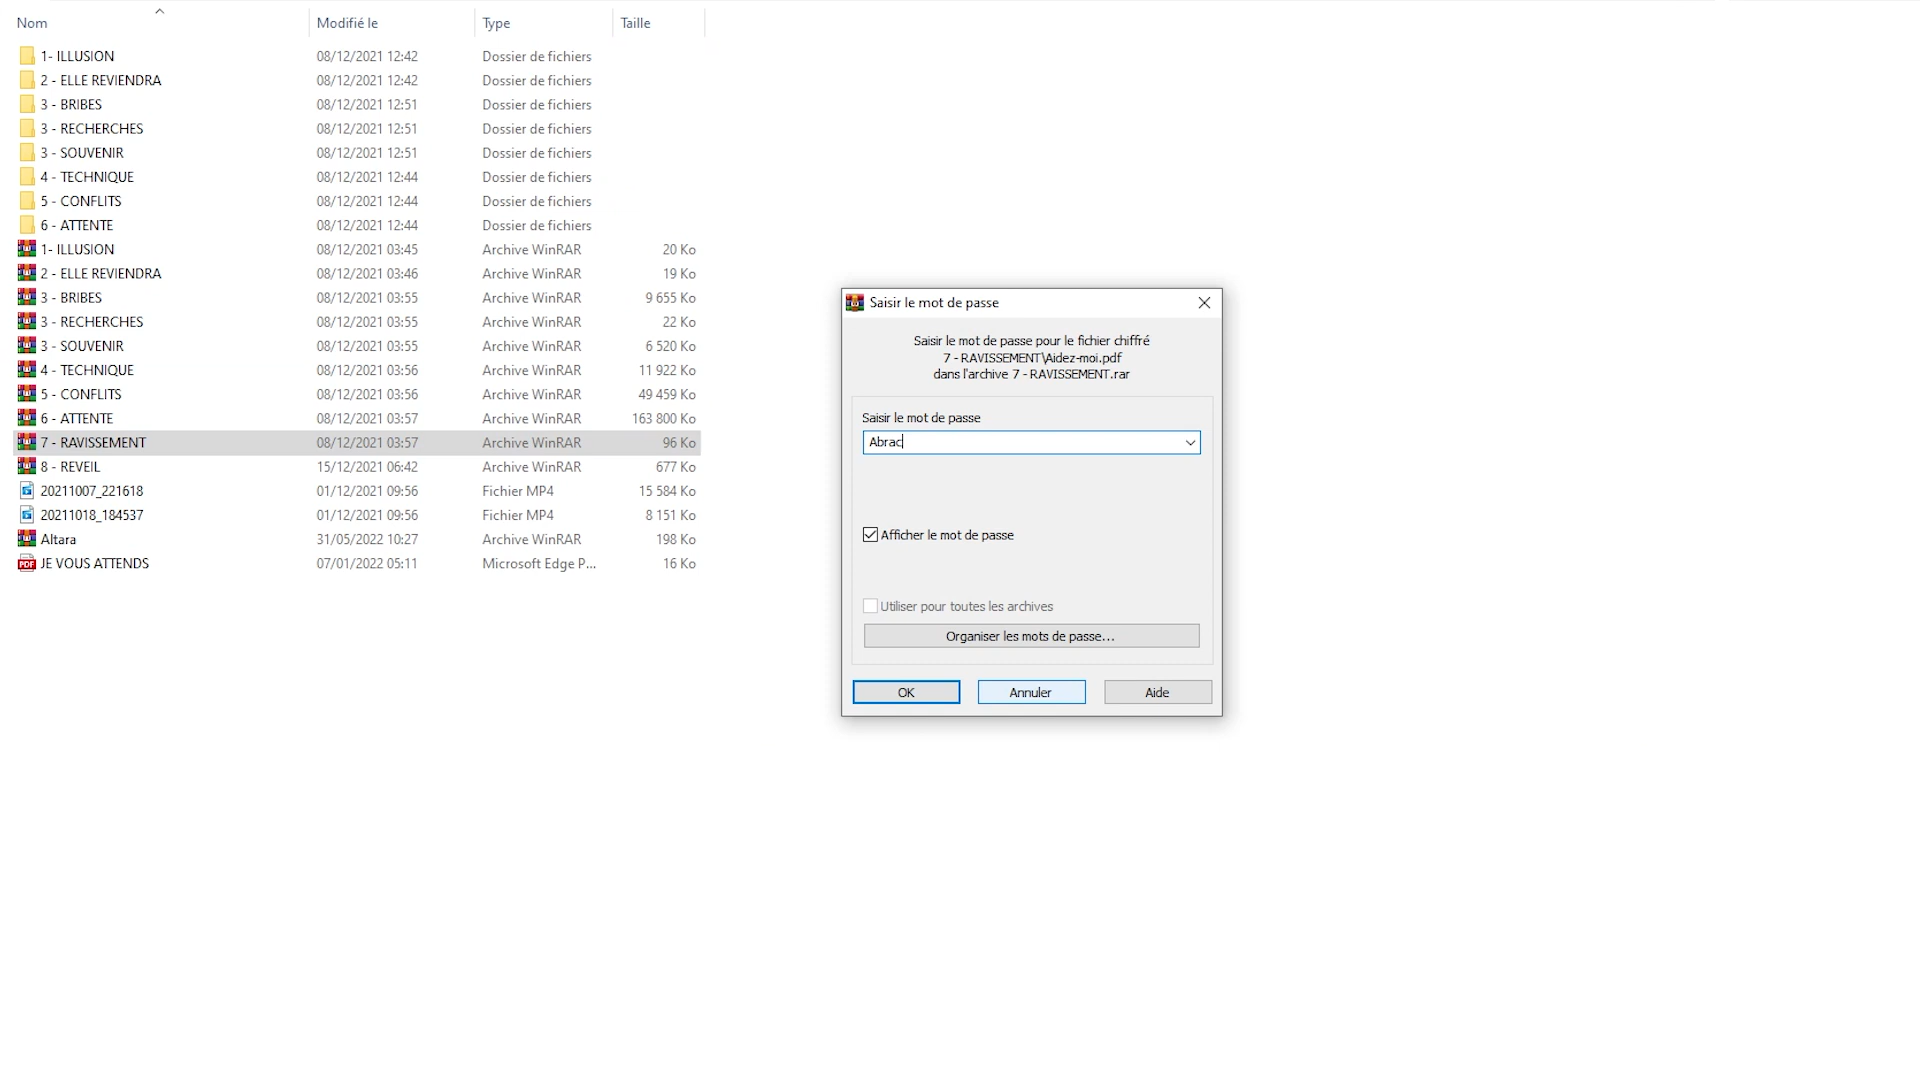 Nom Modifié le Type Taille
1- ILLUSION 08/12/2021 12:42 Dossier de fichiers
2 - ELLE REVIENDRA 08/12/2021 12:42 Dossier de fichiers
3 - BRIBES 08/12/2021 12:51 Dossier de fichiers
3 - RECHERCHES 08/12/2021 12:51 Dossier de fichiers
3 - SOUVENIR 08/12/2021 12:51 Dossier de fichiers
4 - TECHNIQUE 08/12/2021 12:44 Dossier de fichiers
5 - CONFLITS 08/12/2021 12:44 Dossier de fichiers
6 - ATTENTE 08/12/2021 12:44 Dossier de fichiers
1- ILLUSION 08/12/2021 03:45 Archive WinRAR 20 Ko
2 - ELLE REVIENDRA 08/12/2021 03:46 Archive WinRAR 19 Ko
3 - BRIBES 08/12/2021 03:55 Archive WinRAR 9 655 Ko
3 - RECHERCHES 08/12/2021 03:55 Archive WinRAR 22 Ko
3 - SOUVENIR 08/12/2021 03:55 Archive WinRAR 6 520 Ko
4 - TECHNIQUE 08/12/2021 03:56 Archive WinRAR 11 922 Ko
5 - CONFLITS 08/12/2021 03:56 Archive WinRAR 49 459 Ko
6 - ATTENTE 08/12/2021 03:57 Archive WinRAR 163 800 Ko
7 - RAVISSEMENT 08/12/2021 03:57 Archive WinRAR 96 Ko
8 - REVEIL 15/12/2021 06:42 Archive WinRAR 677 Ko
20211007_221618 01/12/2021 09:56 Fichier MP4 15 584 Ko
20211018_184537 01/12/2021 09:56 Fichier MP4 8 151 Ko
Altara 31/05/2022 10:27 Archive WinRAR 198 Ko
PDF JE VOUS ATTENDS 07/01/2022 05:11 Microsoft Edge P... 16 Ko
Saisir le mot de passe
Saisir le mot de passe pour le fichier chiffré
7 - RAVISSEMENT\Aidez-moi.pdf
dans l'archive 7 - RAVISSEMENT.rar
Saisir le mot de passe
Abrac
Afficher le mot de passe
Utiliser pour toutes les archives
Organiser les mots de passe...
OK Annuler Aide